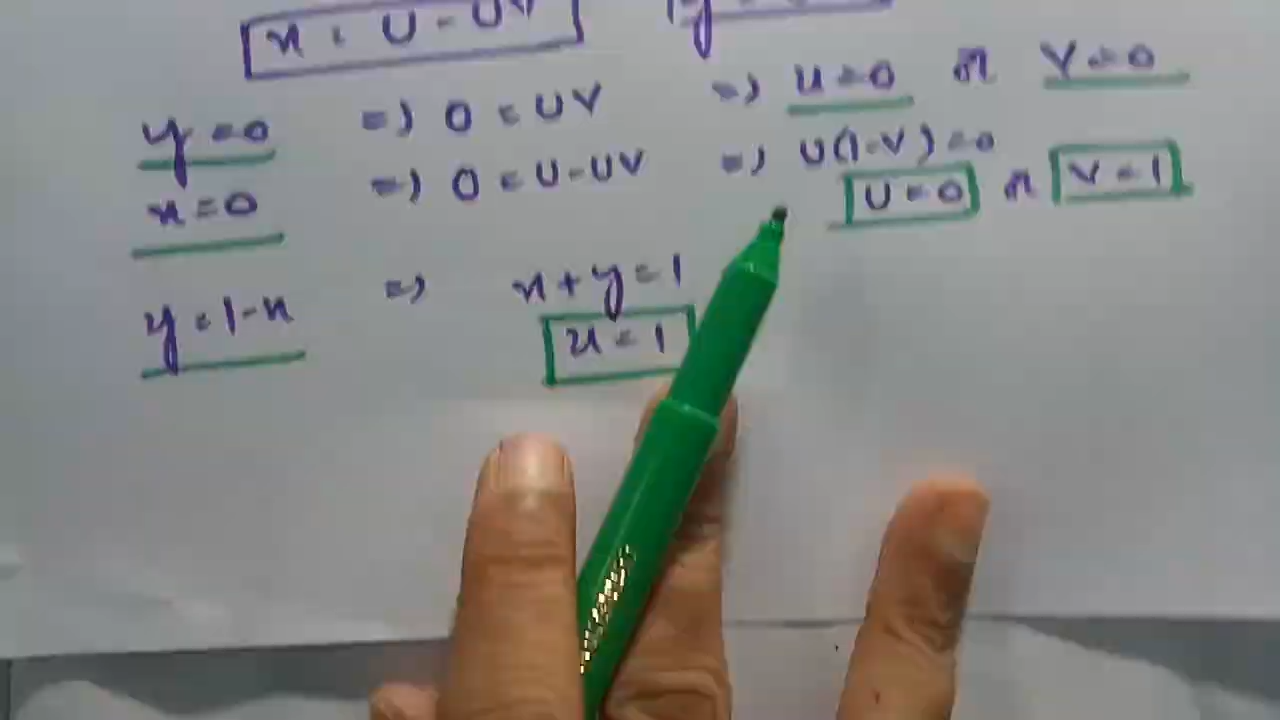 x = U - UV y =
y = 0 => 0 = UV => u = 0 or V = 0
x = 0 => 0 = U - UV => U(1-V) = 0
U = 0 or V = 1
y = 1 - x => x + y = 1
u = 1